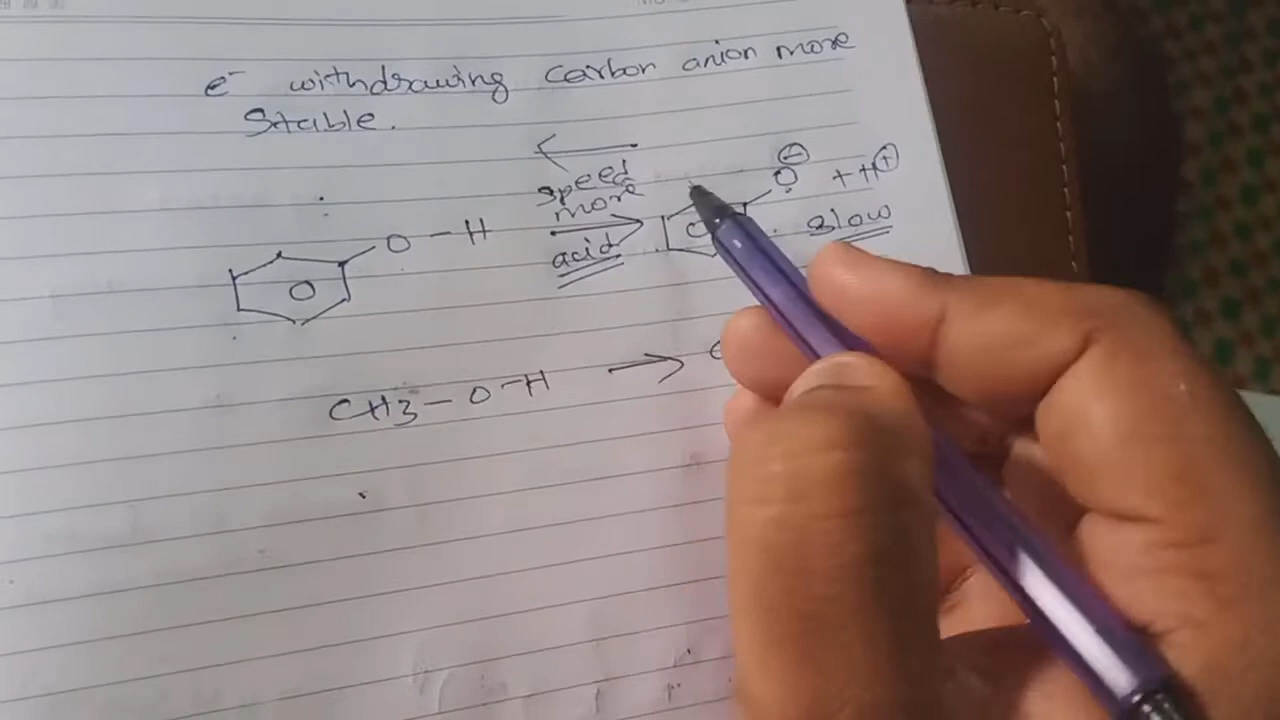 e⁻ withdrawing carbon anion more
Stable.
speed
more
acid
O – H
O⊖ + H⊕
slow
CH3 – O – H →